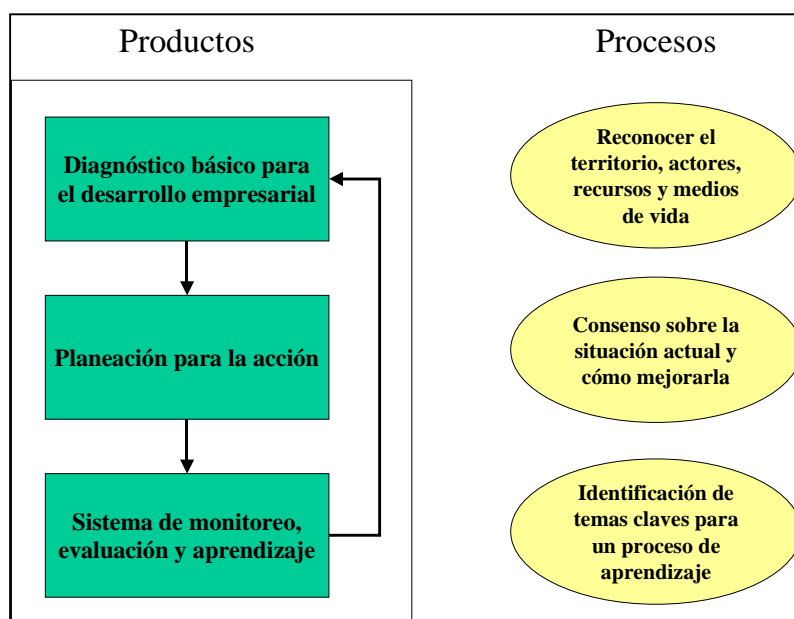 Productos
Procesos
Diagnóstico básico para
el desarrollo empresarial
Reconocer el
territorio, actores,
recursos y medios
de vida
Planeación para la acción
Consenso sobre la
situación actual y
cómo mejorarla
Sistema de monitoreo,
evaluación y aprendizaje
Identificación de
temas claves para
un proceso de
aprendizaje